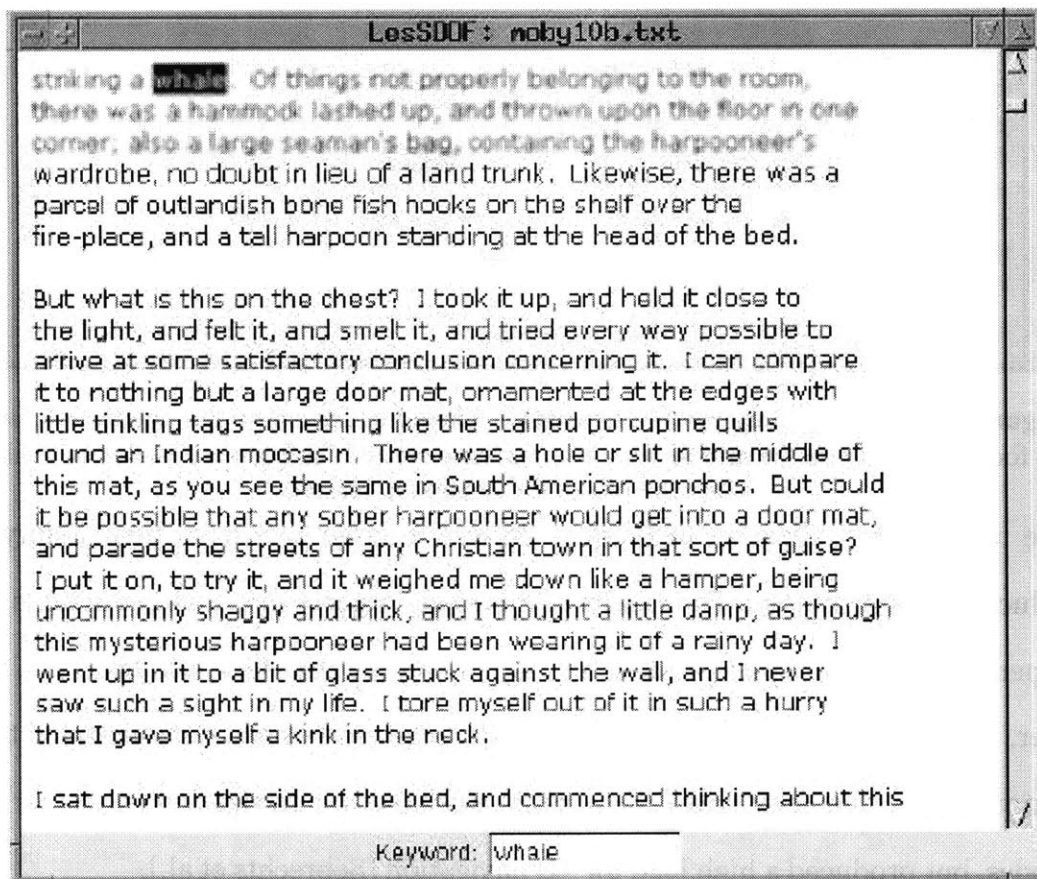 LesSDOF: moby10b.txt
striking a whale. Of things not properly belonging to the room,
there was a hammock lashed up, and thrown upon the floor in one
corner; also a large seaman's bag, containing the harpooneer's
wardrobe, no doubt in lieu of a land trunk. Likewise, there was a
parcel of outlandish bone fish hooks on the shelf over the
fire-place, and a tall harpoon standing at the head of the bed.
But what is this on the chest? I took it up, and held it close to
the light, and felt it, and smelt it, and tried every way possible to
arrive at some satisfactory conclusion concerning it. I can compare
it to nothing but a large door mat, ornamented at the edges with
little tinkling tags something like the stained porcupine quills
round an Indian moccasin. There was a hole or slit in the middle of
this mat, as you see the same in South American ponchos. But could
it be possible that any sober harpooneer would get into a door mat,
and parade the streets of any Christian town in that sort of guise?
I put it on, to try it, and it weighed me down like a hamper, being
uncommonly shaggy and thick, and I thought a little damp, as though
this mysterious harpooneer had been wearing it of a rainy day. I
went up in it to a bit of glass stuck against the wall, and I never
saw such a sight in my life. I tore myself out of it in such a hurry
that I gave myself a kink in the neck.
I sat down on the side of the bed, and commenced thinking about this
Keyword: whale